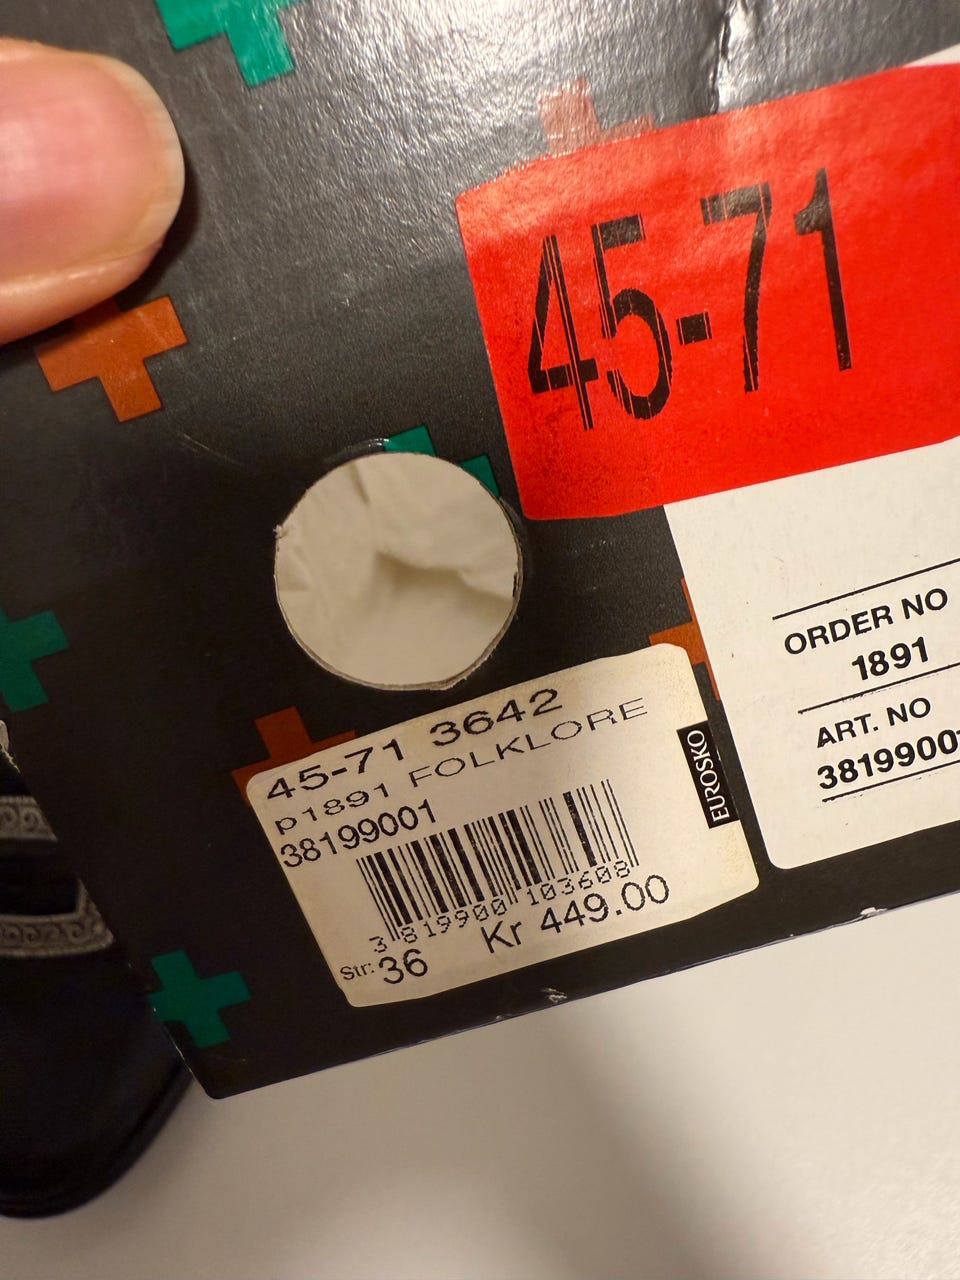 45-71
ORDER NO
1891
ART. NO
3819900
45-71 3642
p1891 FOLKLORE
38199001
EUROSKO
3 819900 103608
Kr 449.00
Str: 36